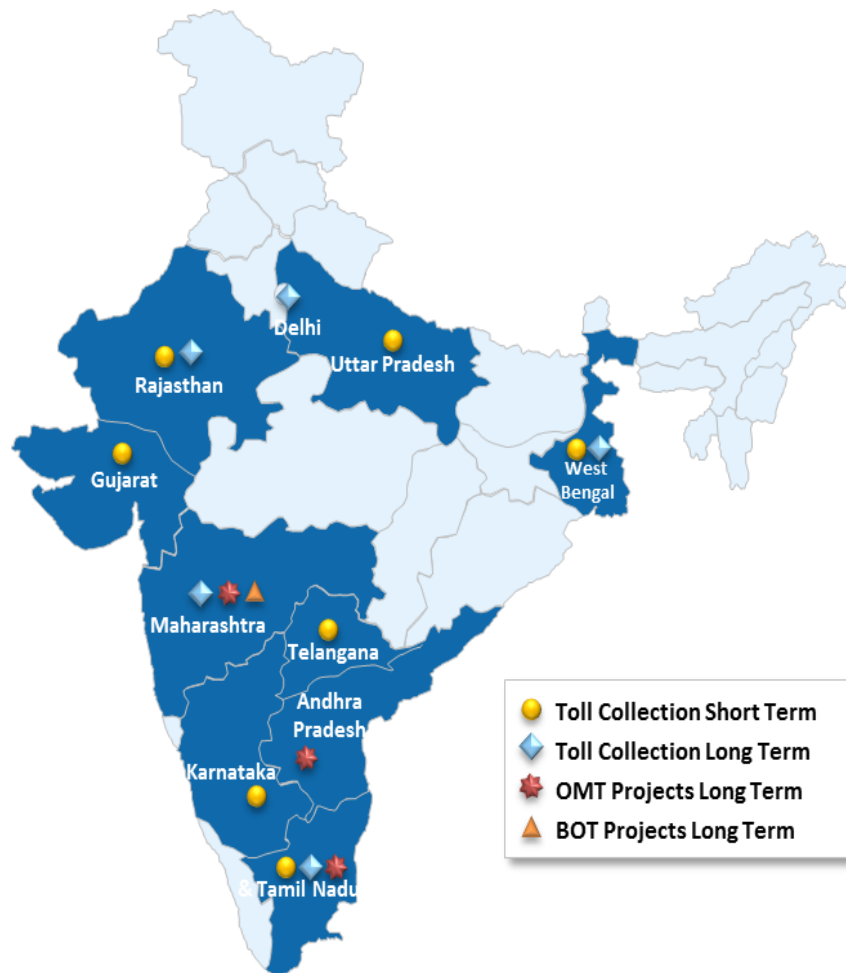 Delhi
Uttar Pradesh
Rajasthan
Gujarat
West
Bengal
Maharashtra
Telangana
Andhra
Pradesh
Karnataka
& Tamil Nadu
Toll Collection Short Term
Toll Collection Long Term
OMT Projects Long Term
BOT Projects Long Term